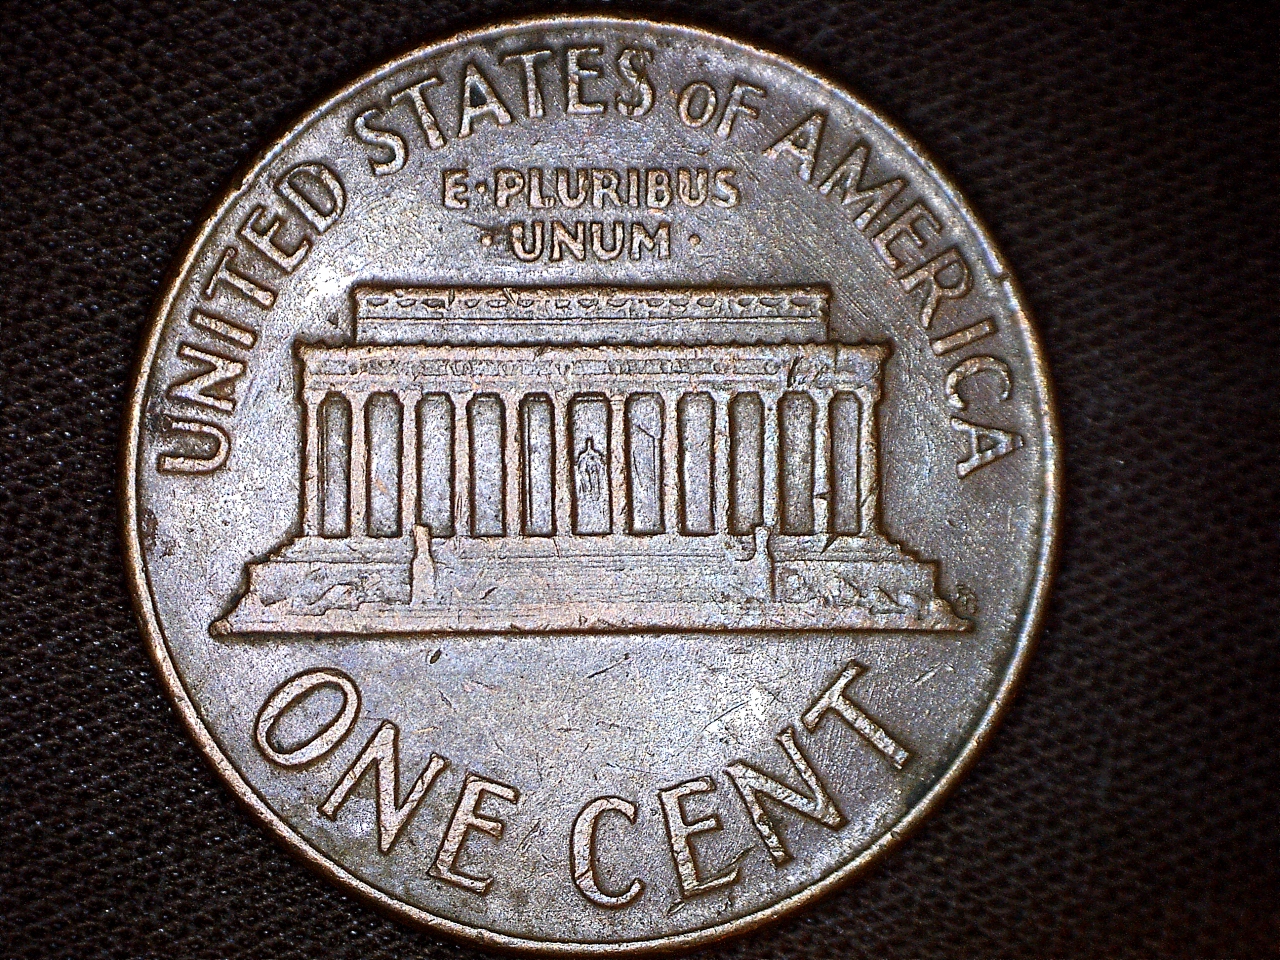 UNITED STATES OF AMERICA
E·PLURIBUS
·UNUM·
ONE CENT